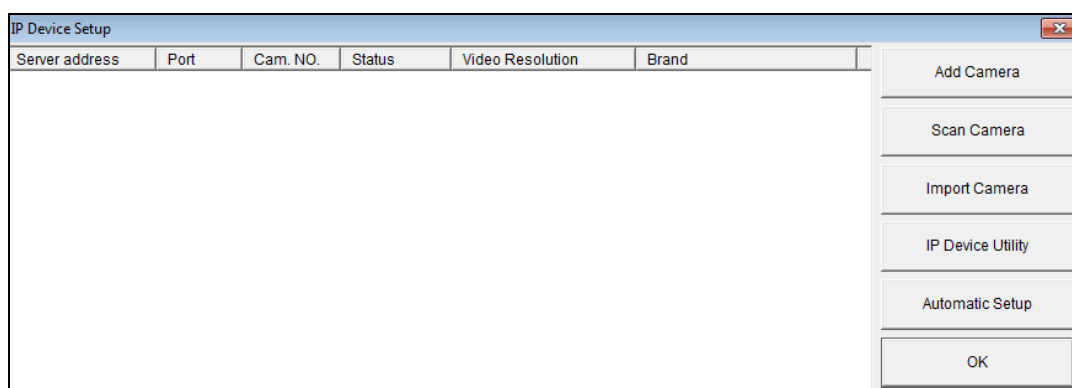 IP Device Setup
Server address Port Cam. NO. Status Video Resolution Brand
Add Camera
Scan Camera
Import Camera
IP Device Utility
Automatic Setup
OK